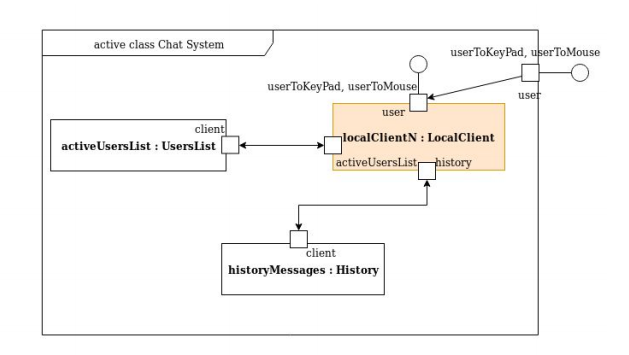 active class Chat System
userToKeyPad, userToMouse
userToKeyPad, userToMouse
user
user
client
activeUsersList : UsersList
localClientN : LocalClient
activeUsersList
history
client
historyMessages : History